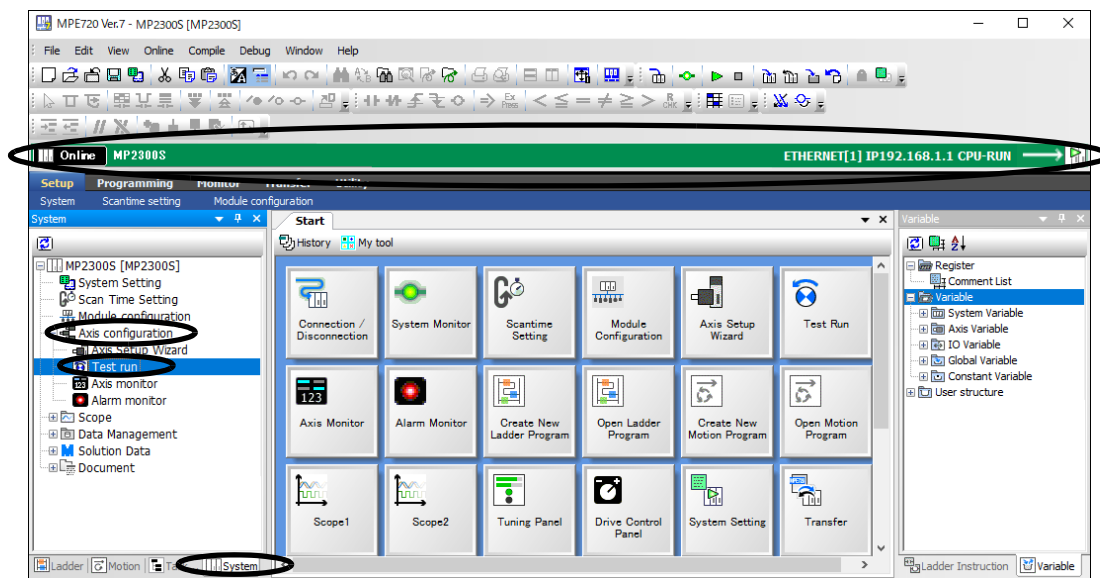 MPE720 Ver.7 - MP2300S [MP2300S]
File Edit View Online Compile Debug Window Help
Online MP2300S ETHERNET[1] IP192.168.1.1 CPU-RUN
Setup Programming Monitor Transfer Utility
System Scantime setting Module configuration
System
Start
Variable
History My tool
MP2300S [MP2300S]
System Setting
Scan Time Setting
Module configuration
Axis configuration
Axis Setup Wizard
Test run
Axis monitor
Alarm monitor
Scope
Data Management
Solution Data
Document
Connection / Disconnection
System Monitor
Scantime Setting
Module Configuration
Axis Setup Wizard
Test Run
Axis Monitor
Alarm Monitor
Create New Ladder Program
Open Ladder Program
Create New Motion Program
Open Motion Program
Scope1
Scope2
Tuning Panel
Drive Control Panel
System Setting
Transfer
Register
Comment List
Variable
System Variable
Axis Variable
IO Variable
Global Variable
Constant Variable
User structure
Ladder Motion System
Ladder Instruction Variable